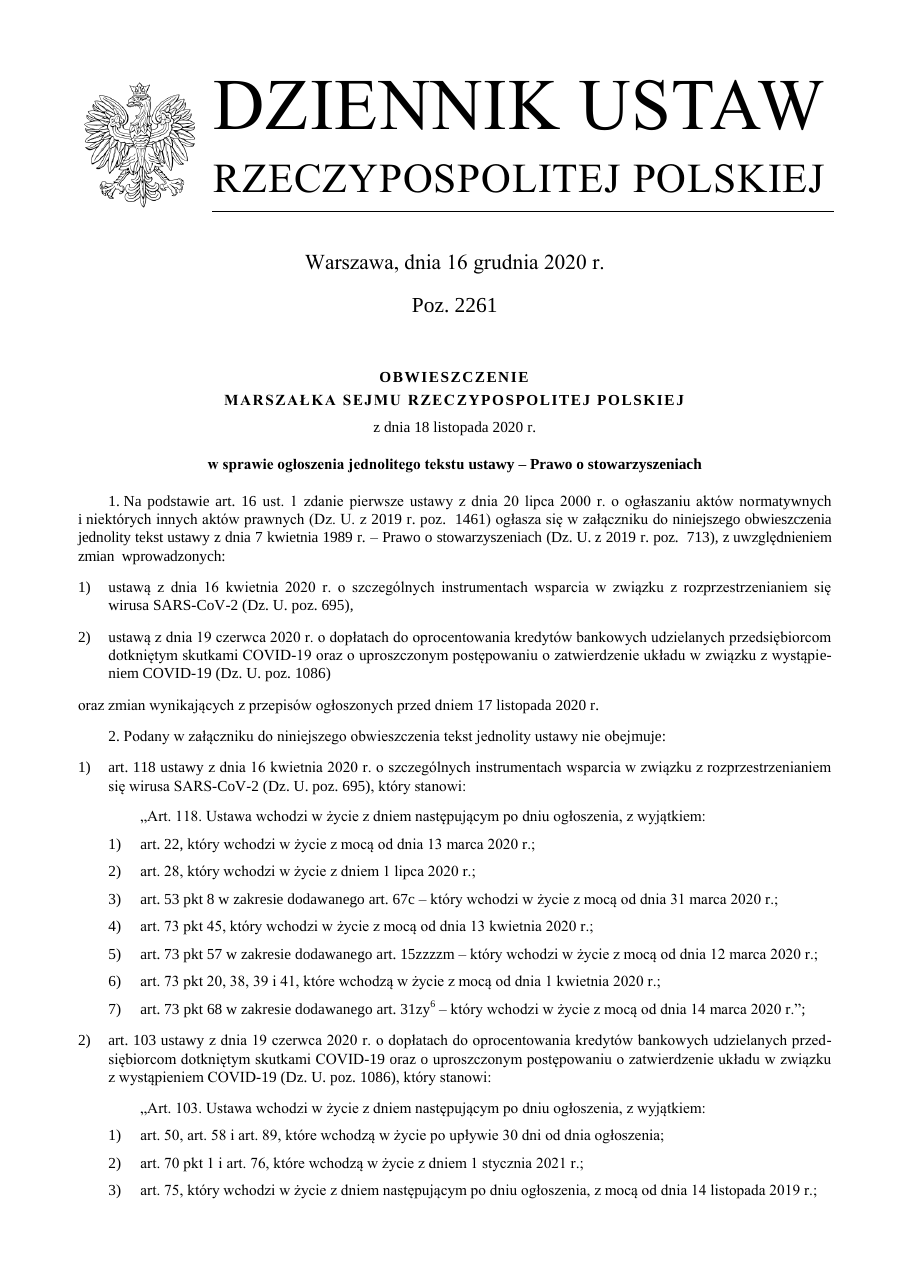 DZIENNIK USTAW
RZECZYPOSPOLITEJ POLSKIEJ
Warszawa, dnia 16 grudnia 2020 r.
Poz. 2261
OBWIESZCZENIE
MARSZAŁKA SEJMU RZECZYPOSPOLITEJ POLSKIEJ
z dnia 18 listopada 2020 r.
w sprawie ogłoszenia jednolitego tekstu ustawy – Prawo o stowarzyszeniach
1. Na podstawie art. 16 ust. 1 zdanie pierwsze ustawy z dnia 20 lipca 2000 r. o ogłaszaniu aktów normatywnych
i niektórych innych aktów prawnych (Dz. U. z 2019 r. poz. 1461) ogłasza się w załączniku do niniejszego obwieszczenia
jednolity tekst ustawy z dnia 7 kwietnia 1989 r. – Prawo o stowarzyszeniach (Dz. U. z 2019 r. poz. 713), z uwzględnieniem
zmian wprowadzonych:
1) ustawą z dnia 16 kwietnia 2020 r. o szczególnych instrumentach wsparcia w związku z rozprzestrzenianiem się
wirusa SARS-CoV-2 (Dz. U. poz. 695),
2) ustawą z dnia 19 czerwca 2020 r. o dopłatach do oprocentowania kredytów bankowych udzielanych przedsiębiorcom
dotkniętym skutkami COVID-19 oraz o uproszczonym postępowaniu o zatwierdzenie układu w związku z wystąpie-
niem COVID-19 (Dz. U. poz. 1086)
oraz zmian wynikających z przepisów ogłoszonych przed dniem 17 listopada 2020 r.
2. Podany w załączniku do niniejszego obwieszczenia tekst jednolity ustawy nie obejmuje:
1) art. 118 ustawy z dnia 16 kwietnia 2020 r. o szczególnych instrumentach wsparcia w związku z rozprzestrzenianiem
się wirusa SARS-CoV-2 (Dz. U. poz. 695), który stanowi:
„Art. 118. Ustawa wchodzi w życie z dniem następującym po dniu ogłoszenia, z wyjątkiem:
1) art. 22, który wchodzi w życie z mocą od dnia 13 marca 2020 r.;
2) art. 28, który wchodzi w życie z dniem 1 lipca 2020 r.;
3) art. 53 pkt 8 w zakresie dodawanego art. 67c – który wchodzi w życie z mocą od dnia 31 marca 2020 r.;
4) art. 73 pkt 45, który wchodzi w życie z mocą od dnia 13 kwietnia 2020 r.;
5) art. 73 pkt 57 w zakresie dodawanego art. 15zzzzm – który wchodzi w życie z mocą od dnia 12 marca 2020 r.;
6) art. 73 pkt 20, 38, 39 i 41, które wchodzą w życie z mocą od dnia 1 kwietnia 2020 r.;
7) art. 73 pkt 68 w zakresie dodawanego art. 31zy⁶ – który wchodzi w życie z mocą od dnia 14 marca 2020 r.”;
2) art. 103 ustawy z dnia 19 czerwca 2020 r. o dopłatach do oprocentowania kredytów bankowych udzielanych przed-
siębiorcom dotkniętym skutkami COVID-19 oraz o uproszczonym postępowaniu o zatwierdzenie układu w związku
z wystąpieniem COVID-19 (Dz. U. poz. 1086), który stanowi:
„Art. 103. Ustawa wchodzi w życie z dniem następującym po dniu ogłoszenia, z wyjątkiem:
1) art. 50, art. 58 i art. 89, które wchodzą w życie po upływie 30 dni od dnia ogłoszenia;
2) art. 70 pkt 1 i art. 76, które wchodzą w życie z dniem 1 stycznia 2021 r.;
3) art. 75, który wchodzi w życie z dniem następującym po dniu ogłoszenia, z mocą od dnia 14 listopada 2019 r.;